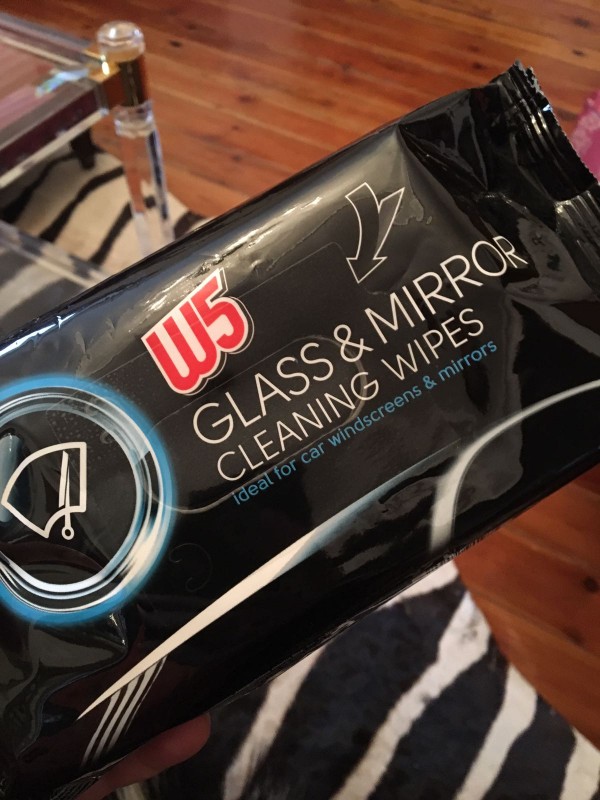 W5
GLASS & MIRROR
CLEANING WIPES
Ideal for car windscreens & mirrors